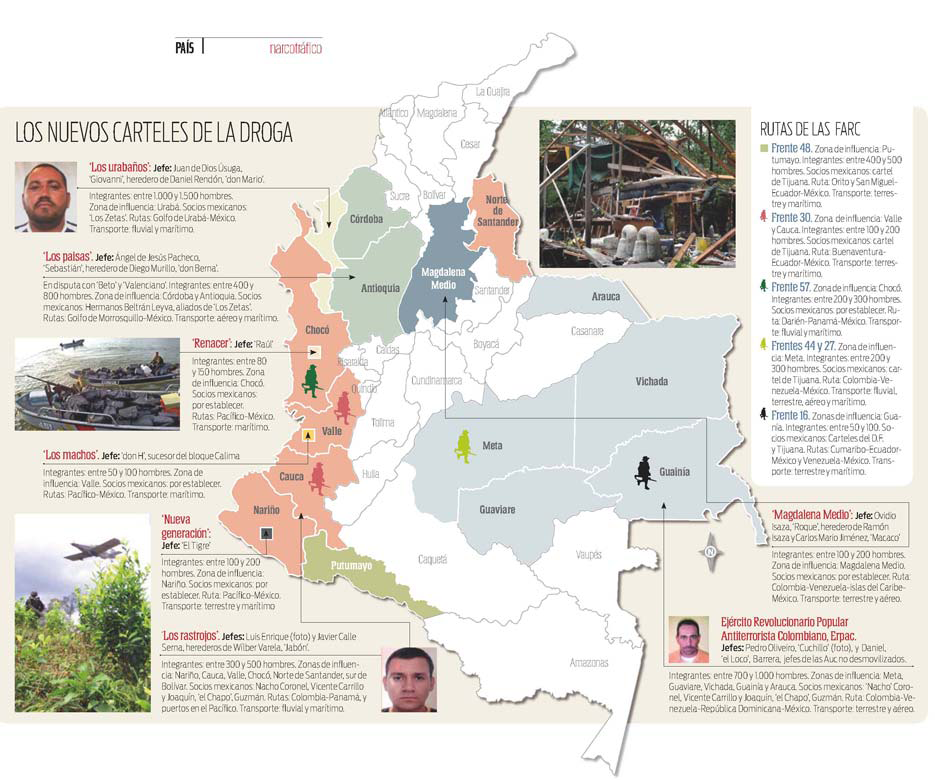 PAÍS
narcotráfico
LOS NUEVOS CARTELES DE LA DROGA
'Los urabaños': Jefe: Juan de Dios Úsuga,
'Giovanni', heredero de Daniel Rendón, 'don Mario'.
Integrantes: entre 1.000 y 1.500 hombres.
Zona de influencia: Urabá. Socios mexicanos:
'Los Zetas'. Rutas: Golfo de Urabá-México.
Transporte: fluvial y marítimo.
'Los paisas'. Jefe: Ángel de Jesús Pacheco,
'Sebastián', heredero de Diego Murillo, 'don Berna'.
En disputa con 'Beto' y 'Valenciano'. Integrantes: entre 400 y
800 hombres. Zona de influencia: Córdoba y Antioquia. Socios
mexicanos: Hermanos Beltrán Leyva, aliados de 'Los Zetas'.
Rutas: Golfo de Morrosquillo-México. Transporte: aéreo y marítimo.
'Renacer': Jefe: 'Raúl'
Integrantes: entre 80
y 150 hombres. Zona
de influencia: Chocó.
Socios mexicanos:
por establecer.
Rutas: Pacífico-México.
Transporte: marítimo.
'Los machos'. Jefe: 'don H', sucesor del bloque Calima
Integrantes: entre 50 y 100 hombres. Zona de
influencia: Valle. Socios mexicanos: por establecer.
Rutas: Pacífico-México. Transporte: marítimo.
'Nueva
generación':
Jefe: 'El Tigre'
Integrantes: entre 100 y 200
hombres. Zona de influencia:
Nariño. Socios mexicanos: por
establecer. Ruta: Pacífico-México.
Transporte: terrestre y marítimo
'Los rastrojos'. Jefes: Luis Enrique (foto) y Javier Calle
Serna, herederos de Wilber Varela, 'Jabón'.
Integrantes: entre 300 y 500 hombres. Zonas de influen-
cia: Nariño, Cauca, Valle, Chocó, Norte de Santander, sur de
Bolívar. Socios mexicanos: Nacho Coronel, Vicente Carrillo
y Joaquín, 'el Chapo', Guzmán. Rutas: Colombia-Panamá, y
puertos en el Pacífico. Transporte: fluvial y marítimo.
La Guajira
Atlántico
Magdalena
Cesar
Sucre
Bolívar
Norte
de
Santander
Córdoba
Antioquia
Magdalena
Medio
Santander
Arauca
Chocó
Caldas
Risaralda
Quindío
Boyacá
Casanare
Cundinamarca
Vichada
Tolima
Valle
Meta
Cauca
Huila
Guainía
Nariño
Guaviare
Putumayo
Caquetá
Vaupés
Amazonas
N
RUTAS DE LAS FARC
Frente 48. Zona de influencia: Pu-
tumayo. Integrantes: entre 400 y 500
hombres. Socios mexicanos: cartel
de Tijuana. Ruta: Orito y San Miguel-
Ecuador-México. Transporte: terres-
tre y marítimo.
Frente 30. Zona de influencia: Valle
y Cauca. Integrantes: entre 100 y 200
hombres. Socios mexicanos: cartel
de Tijuana. Ruta: Buenaventura-
Ecuador-México. Transporte: terres-
tre y marítimo.
Frente 57. Zona de influencia: Chocó.
Integrantes: entre 200 y 300 hombres.
Socios mexicanos: por establecer. Ru-
ta: Darién-Panamá-México. Transpor-
te: fluvial y marítimo.
Frentes 44 y 27. Zona de influen-
cia: Meta. Integrantes: entre 200 y
300 hombres. Socios mexicanos: car-
tel de Tijuana. Ruta: Colombia-Ve-
nezuela-México. Transporte: fluvial,
terrestre, aéreo y marítimo.
Frente 16. Zonas de influencia: Gua-
nía. Integrantes: entre 50 y 100. So-
cios mexicanos: Carteles del D.F.
y Tijuana. Rutas: Cumaribo-Ecuador-
México y Venezuela-México. Trans-
porte: terrestre y marítimo.
'Magdalena Medio': Jefe: Ovidio
Isaza, 'Roque', heredero de Ramón
Isaza y Carlos Mario Jiménez, 'Macaco'
Integrantes: entre 100 y 200 hombres.
Zona de influencia: Magdalena Medio.
Socios mexicanos: por establecer. Ruta:
Colombia-Venezuela-islas del Caribe-
México. Transporte: terrestre y aéreo.
Ejército Revolucionario Popular
Antiterrorista Colombiano, Erpac.
Jefes: Pedro Oliveiro, 'Cuchillo' (foto), y Daniel,
'el Loco', Barrera, jefes de las Auc no desmovilizados.
Integrantes: entre 700 y 1.000 hombres. Zonas de influencia: Meta,
Guaviare, Vichada, Guainía y Arauca. Socios mexicanos: 'Nacho' Coro-
nel, Vicente Carrillo y Joaquín, 'el Chapo', Guzmán. Ruta: Colombia-Ve-
nezuela-República Dominicana-México. Transporte: terrestre y aéreo.